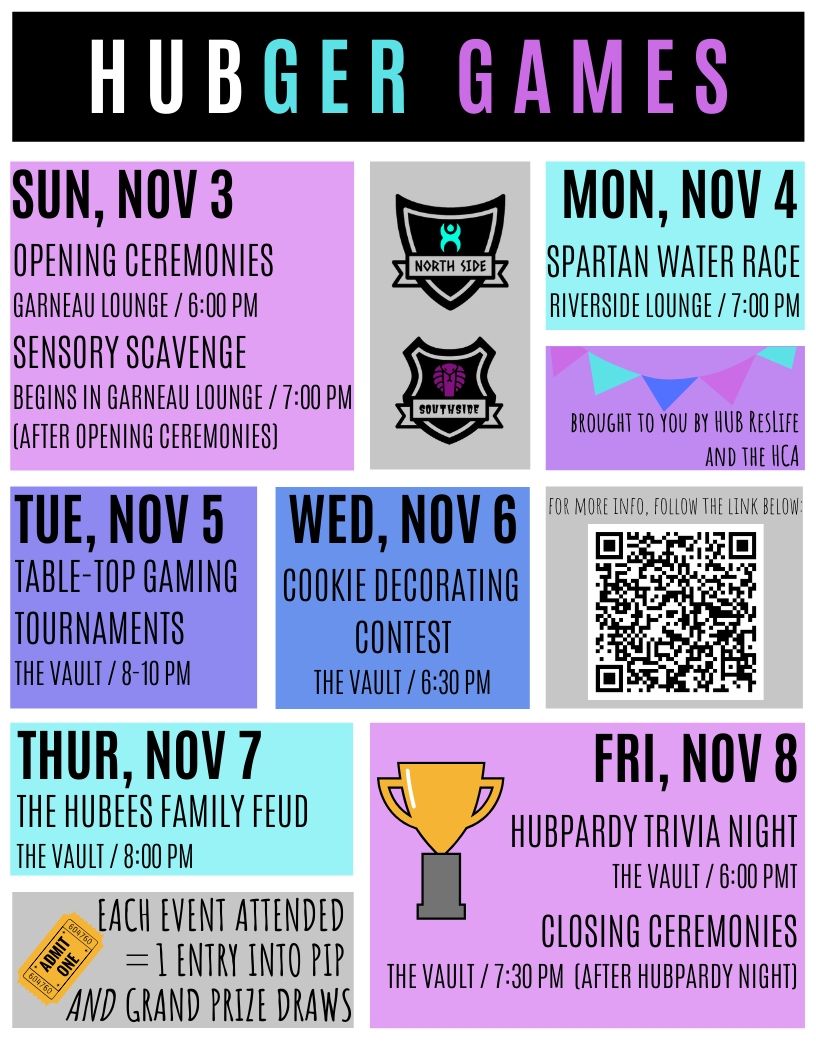 HUBGER GAMES
SUN, NOV 3
OPENING CEREMONIES
GARNEAU LOUNGE / 6:00 PM
SENSORY SCAVENGE
BEGINS IN GARNEAU LOUNGE / 7:00 PM
(AFTER OPENING CEREMONIES)
NORTH SIDE
SOUTHSIDE
MON, NOV 4
SPARTAN WATER RACE
RIVERSIDE LOUNGE / 7:00 PM
BROUGHT TO YOU BY HUB RESLIFE
AND THE HCA
TUE, NOV 5
TABLE-TOP GAMING
TOURNAMENTS
THE VAULT / 8-10 PM
WED, NOV 6
COOKIE DECORATING
CONTEST
THE VAULT / 6:30 PM
FOR MORE INFO, FOLLOW THE LINK BELOW:
THUR, NOV 7
THE HUBEES FAMILY FEUD
THE VAULT / 8:00 PM
FRI, NOV 8
HUBPARDY TRIVIA NIGHT
THE VAULT / 6:00 PMT
CLOSING CEREMONIES
THE VAULT / 7:30 PM (AFTER HUBPARDY NIGHT)
604760
ADMIT
ONE
604760
EACH EVENT ATTENDED
= 1 ENTRY INTO PIP
AND GRAND PRIZE DRAWS